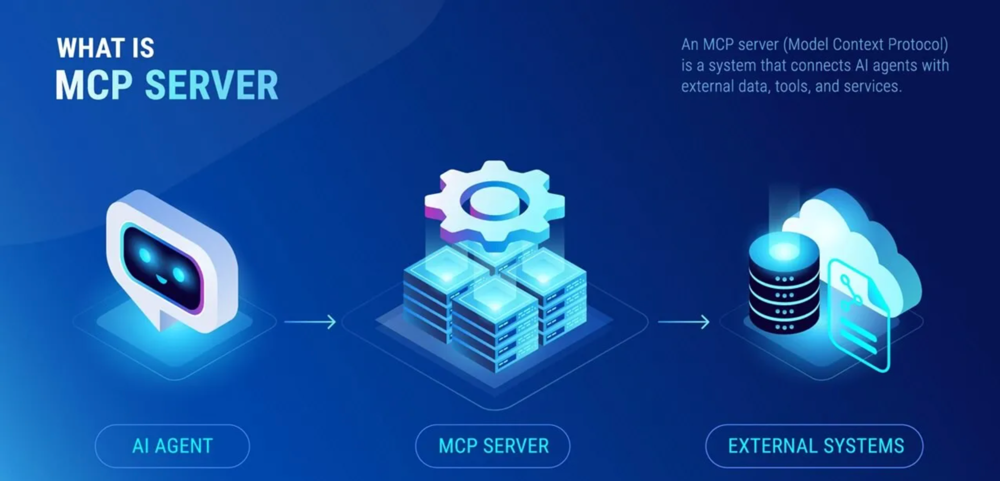 WHAT IS
MCP SERVER
An MCP server (Model Context Protocol)
is a system that connects AI agents with
external data, tools, and services.
AI AGENT
MCP SERVER
EXTERNAL SYSTEMS